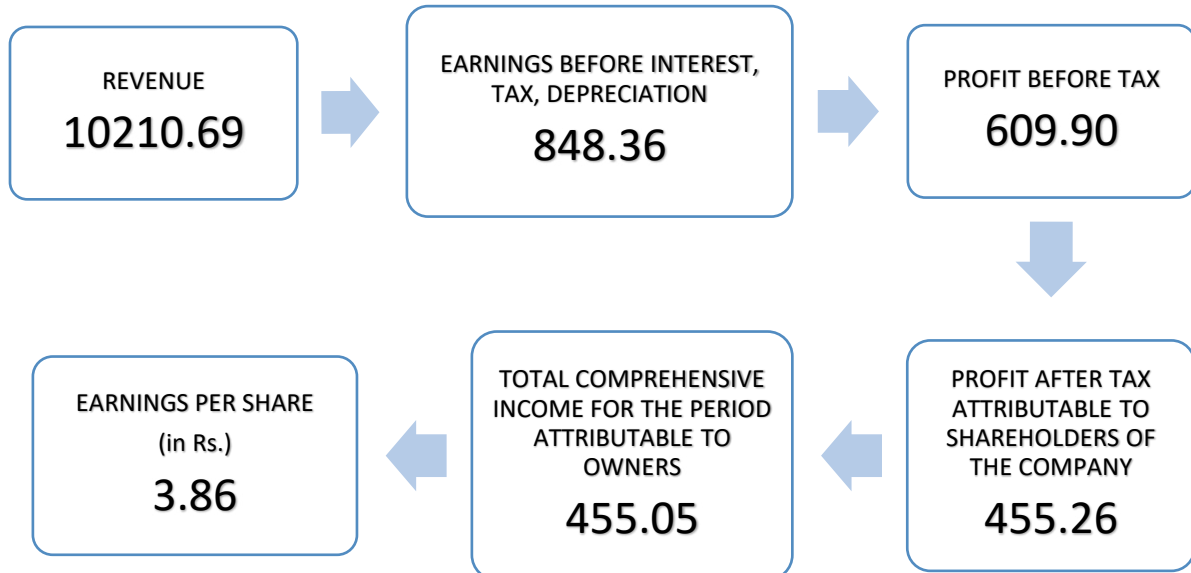 REVENUE
10210.69
EARNINGS BEFORE INTEREST,
TAX, DEPRECIATION
848.36
PROFIT BEFORE TAX
609.90
PROFIT AFTER TAX
ATTRIBUTABLE TO
SHAREHOLDERS OF
THE COMPANY
455.26
TOTAL COMPREHENSIVE
INCOME FOR THE PERIOD
ATTRIBUTABLE TO
OWNERS
455.05
EARNINGS PER SHARE
(in Rs.)
3.86